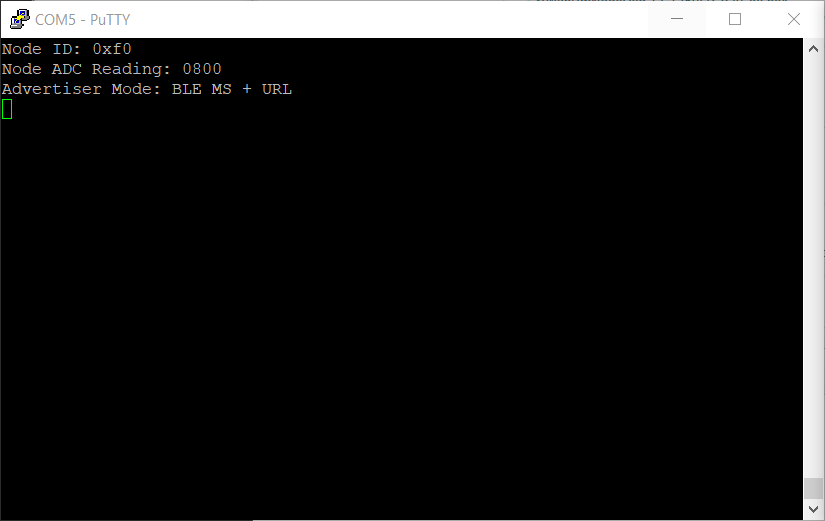 COM5 - PuTTY
Node ID: 0xf0
Node ADC Reading: 0800
Advertiser Mode: BLE MS + URL